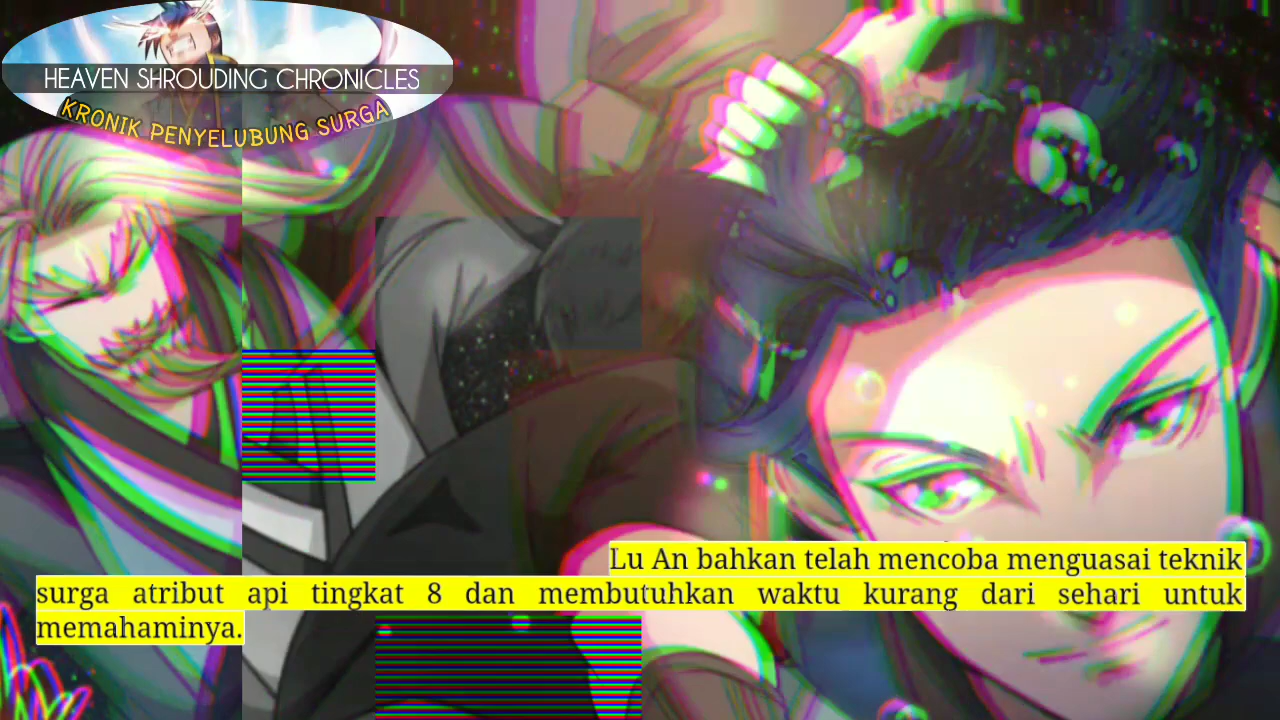 HEAVEN SHROUDING CHRONICLES
KRONIK PENYELUBUNG SURGA
Lu An bahkan telah mencoba menguasai teknik
surga atribut api tingkat 8 dan membutuhkan waktu kurang dari sehari untuk
memahaminya.